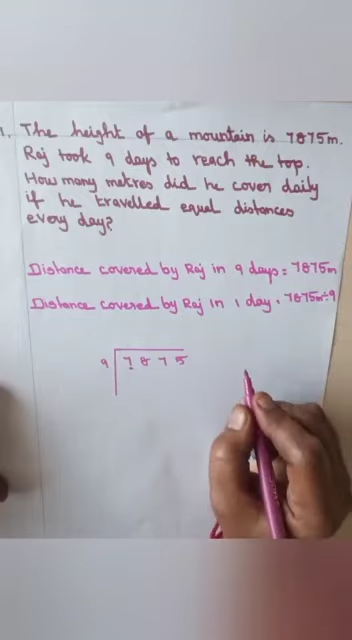 1. The height of a mountain is 7875m.
Raj took 9 days to reach the top.
How many metres did he cover daily
if he travelled equal distances
every day?
Distance covered by Raj in 9 days = 7875m
Distance covered by Raj In 1 day = 7875m÷9
9 7 8 7 5